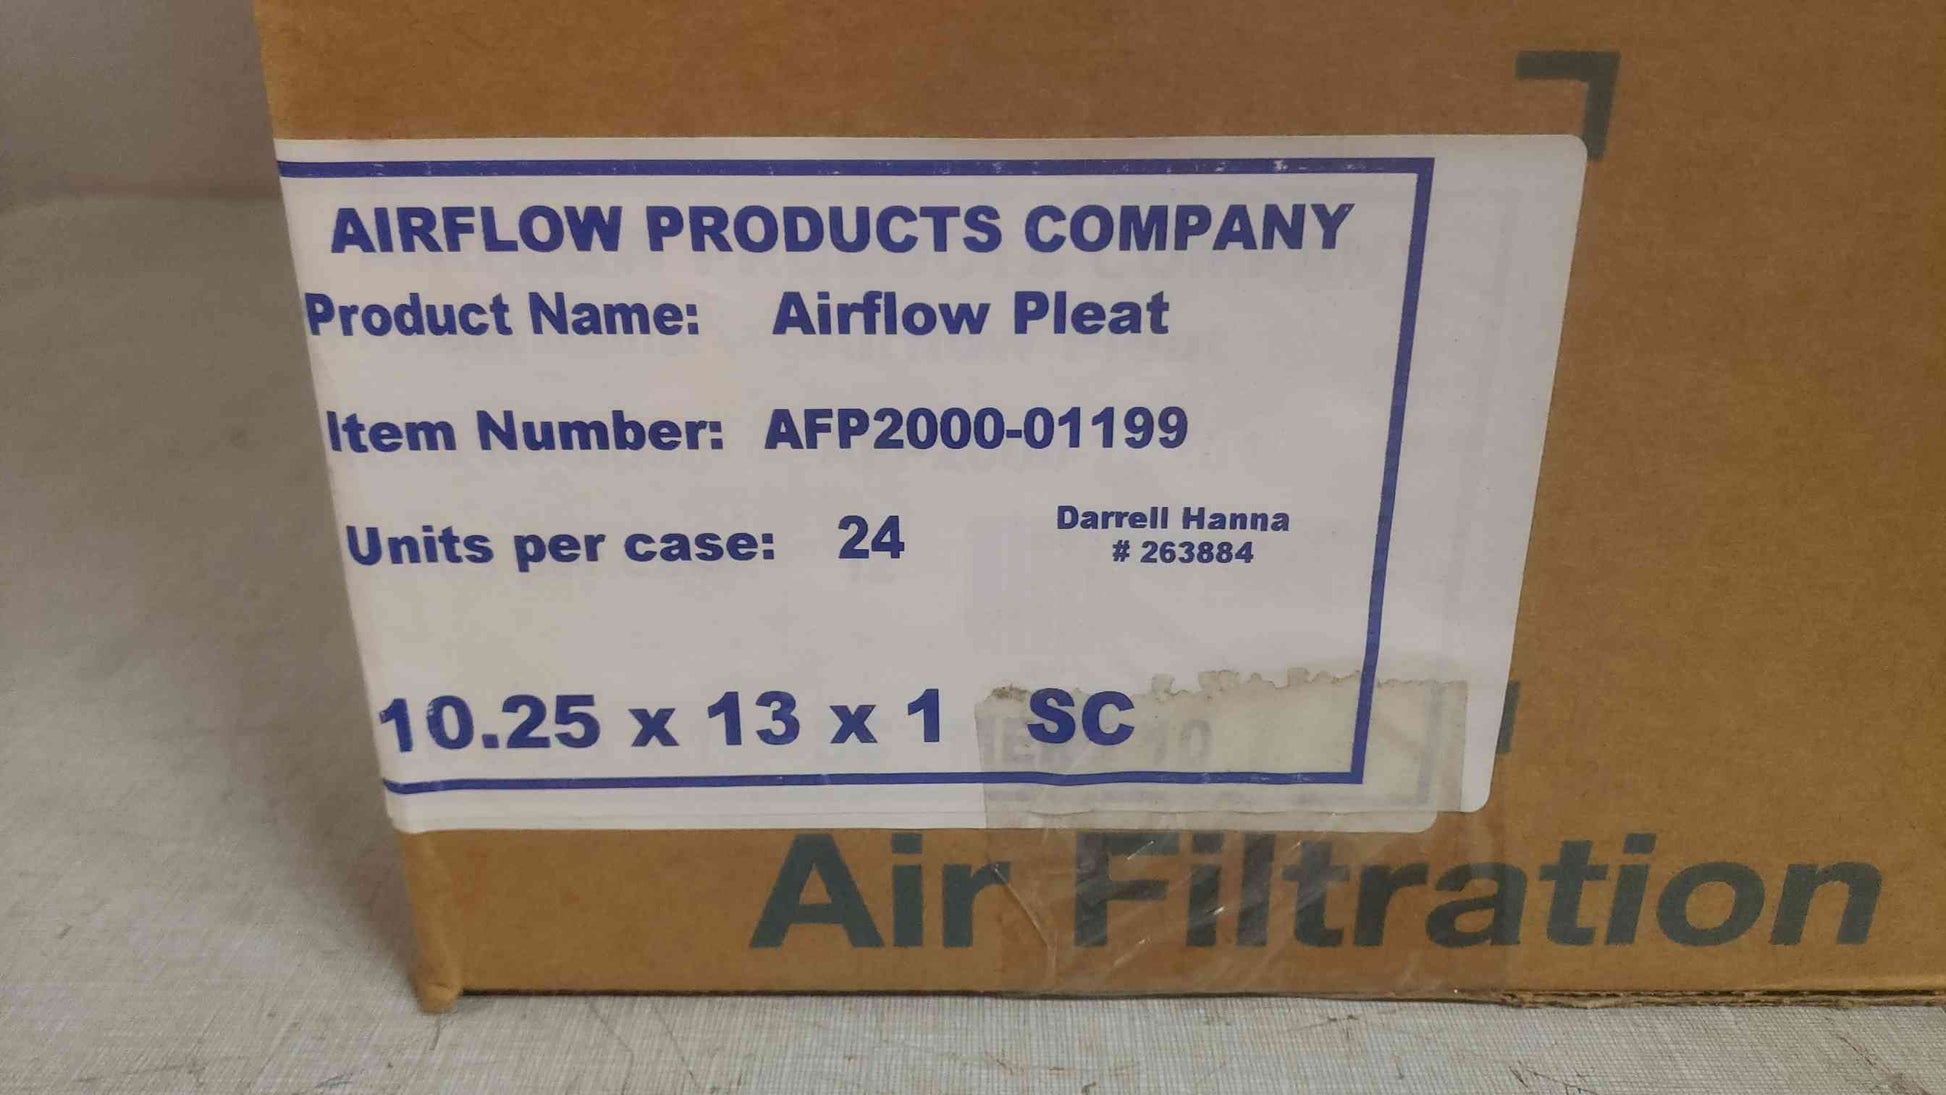 AIRFLOW PRODUCTS COMPANY
Product Name: Airflow Pleat
Item Number: AFP2000-01199
Units per case: 24
Darrell Hanna
# 263884
10.25 x 13 x 1 SC
Air Filtration